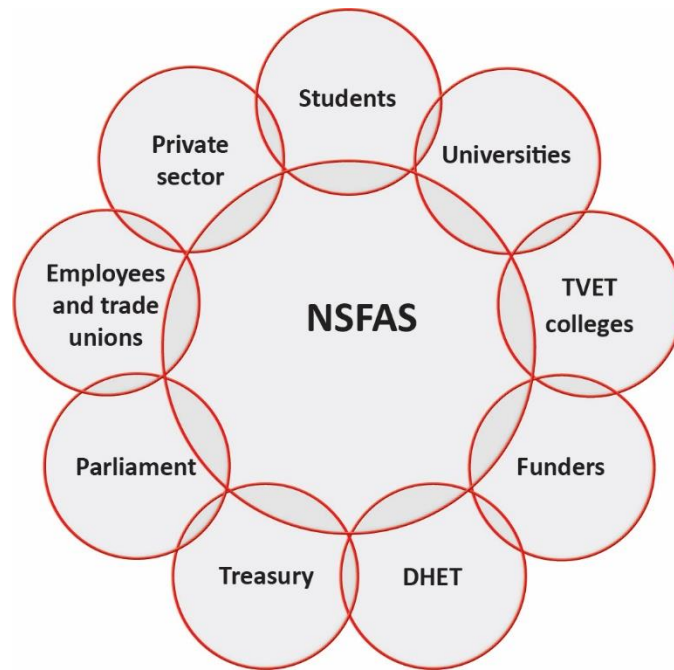 Students
Private
sector
Universities
Employees
and trade
unions
NSFAS
TVET
colleges
Parliament
Funders
Treasury
DHET